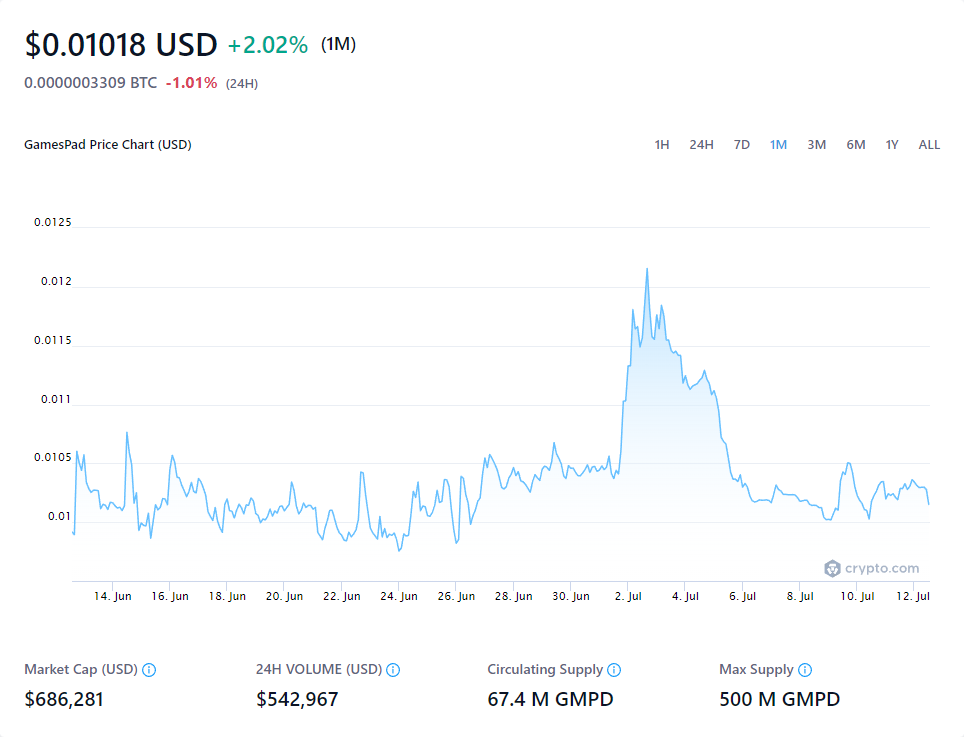 $0.01018 USD +2.02% (1M)
0.0000003309 BTC -1.01% (24H)
GamesPad Price Chart (USD) 1H 24H 7D 1M 3M 6M 1Y ALL
0.0125
0.012
0.0115
0.011
0.0105
0.01
crypto.com
14. Jun 16. Jun 18. Jun 20. Jun 22. Jun 24. Jun 26. Jun 28. Jun 30. Jun 2. Jul 4. Jul 6. Jul 8. Jul 10. Jul 12. Jul
Market Cap (USD) 24H VOLUME (USD) Circulating Supply Max Supply
$686,281 $542,967 67.4 M GMPD 500 M GMPD